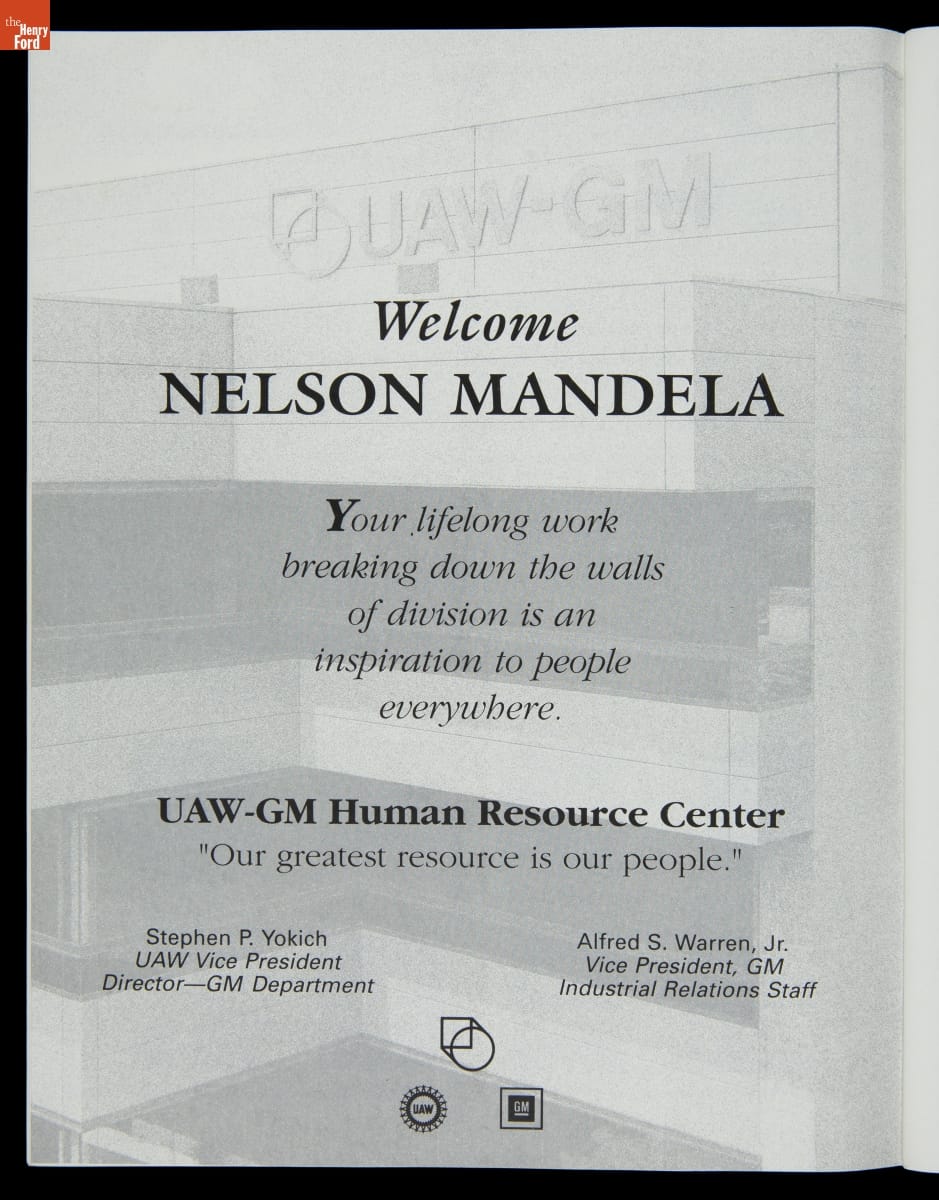 the
Henry
Ford
UAW-GM
Welcome
NELSON MANDELA
Your lifelong work
breaking down the walls
of division is an
inspiration to people
everywhere.
UAW-GM Human Resource Center
"Our greatest resource is our people."
Stephen P. Yokich
UAW Vice President
Director—GM Department
Alfred S. Warren, Jr.
Vice President, GM
Industrial Relations Staff
UAW
GM